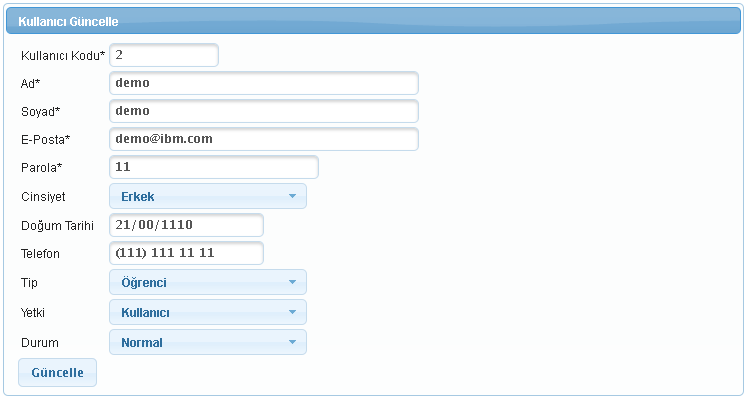 Kullanıcı Güncelle
Kullanıcı Kodu* 2
Ad* demo
Soyad* demo
E-Posta* demo@ibm.com
Parola* 11
Cinsiyet Erkek
Doğum Tarihi 21/00/1110
Telefon (111) 111 11 11
Tip Öğrenci
Yetki Kullanıcı
Durum Normal
Güncelle